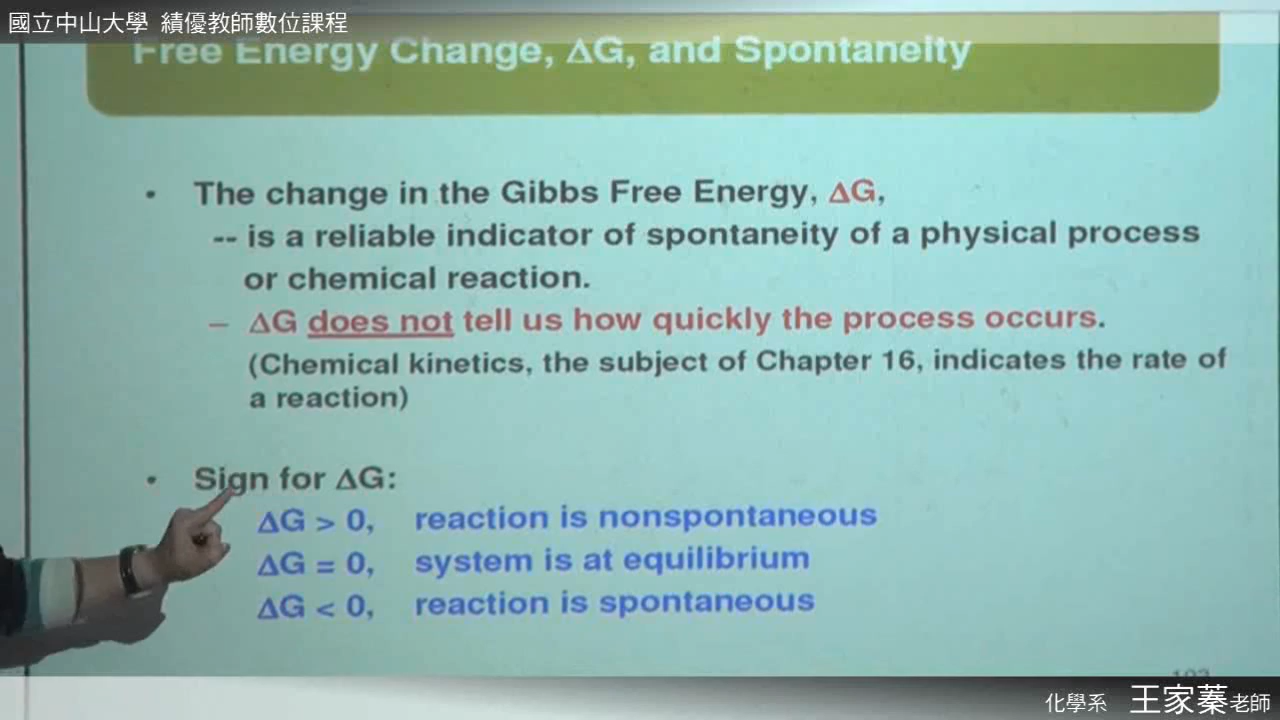 國立中山大學 績優教師數位課程
Free Energy Change, ΔG, and Spontaneity
• The change in the Gibbs Free Energy, ΔG,
-- is a reliable indicator of spontaneity of a physical process
or chemical reaction.
– ΔG does not tell us how quickly the process occurs.
(Chemical kinetics, the subject of Chapter 16, indicates the rate of
a reaction)
• Sign for ΔG:
ΔG > 0, reaction is nonspontaneous
ΔG = 0, system is at equilibrium
ΔG < 0, reaction is spontaneous
化學系 王家蓁老師